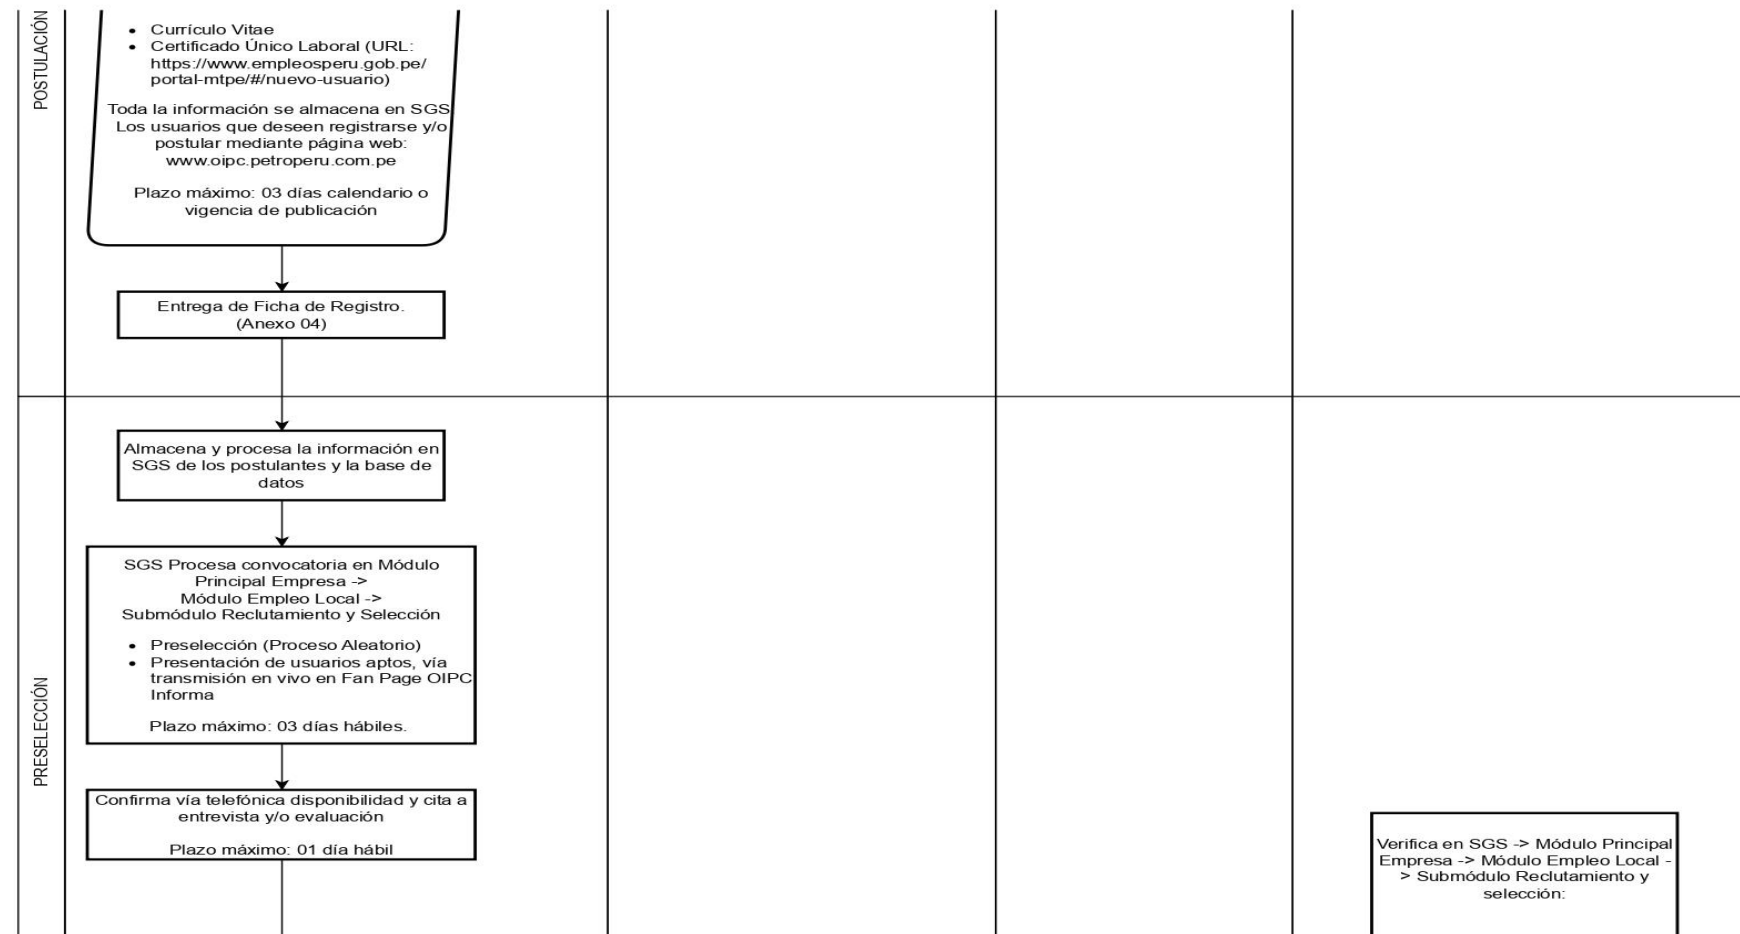 POSTULACIÓN
• Currículo Vitae
• Certificado Único Laboral (URL:
https://www.empleosperu.gob.pe/
portal-mtpe/#/nuevo-usuario)
Toda la información se almacena en SGS.
Los usuarios que deseen registrarse y/o
postular mediante página web:
www.oipc.petroperu.com.pe
Plazo máximo: 03 días calendario o
vigencia de publicación
Entrega de Ficha de Registro.
(Anexo 04)
PRESELECCIÓN
Almacena y procesa la información en
SGS de los postulantes y la base de
datos
SGS Procesa convocatoria en Módulo
Principal Empresa ->
Módulo Empleo Local ->
Submódulo Reclutamiento y Selección
• Preselección (Proceso Aleatorio)
• Presentación de usuarios aptos, vía
transmisión en vivo en Fan Page OIPC
Informa
Plazo máximo: 03 días hábiles.
Confirma vía telefónica disponibilidad y cita a
entrevista y/o evaluación
Plazo máximo: 01 día hábil
Verifica en SGS -> Módulo Principal
Empresa -> Módulo Empleo Local -
> Submódulo Reclutamiento y
selección: